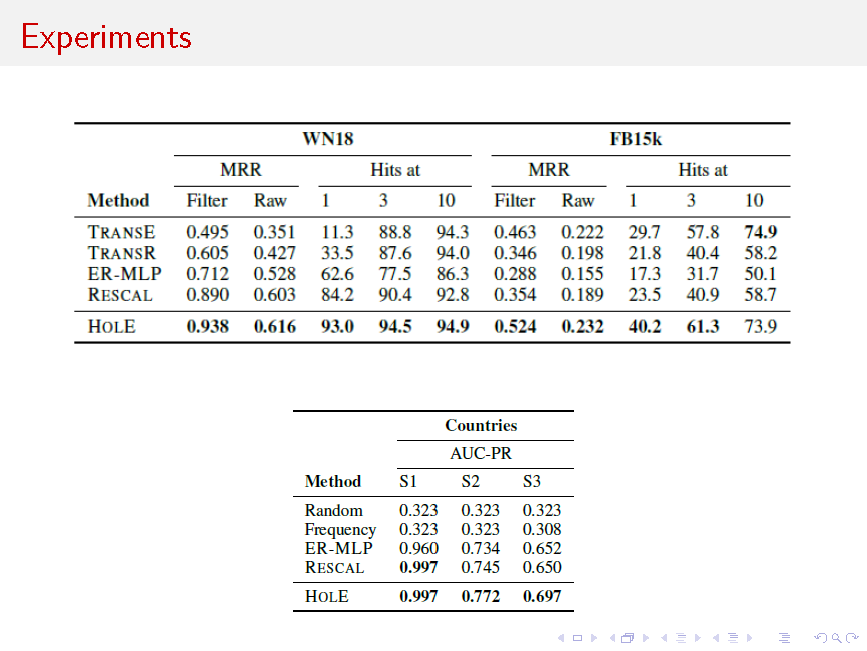 Experiments
WN18 FB15k
MRR Hits at MRR Hits at
Method Filter Raw 1 3 10 Filter Raw 1 3 10
TRANSE 0.495 0.351 11.3 88.8 94.3 0.463 0.222 29.7 57.8 74.9
TRANSR 0.605 0.427 33.5 87.6 94.0 0.346 0.198 21.8 40.4 58.2
ER-MLP 0.712 0.528 62.6 77.5 86.3 0.288 0.155 17.3 31.7 50.1
RESCAL 0.890 0.603 84.2 90.4 92.8 0.354 0.189 23.5 40.9 58.7
HOLE 0.938 0.616 93.0 94.5 94.9 0.524 0.232 40.2 61.3 73.9
Countries
AUC-PR
Method S1 S2 S3
Random 0.323 0.323 0.323
Frequency 0.323 0.323 0.308
ER-MLP 0.960 0.734 0.652
RESCAL 0.997 0.745 0.650
HOLE 0.997 0.772 0.697